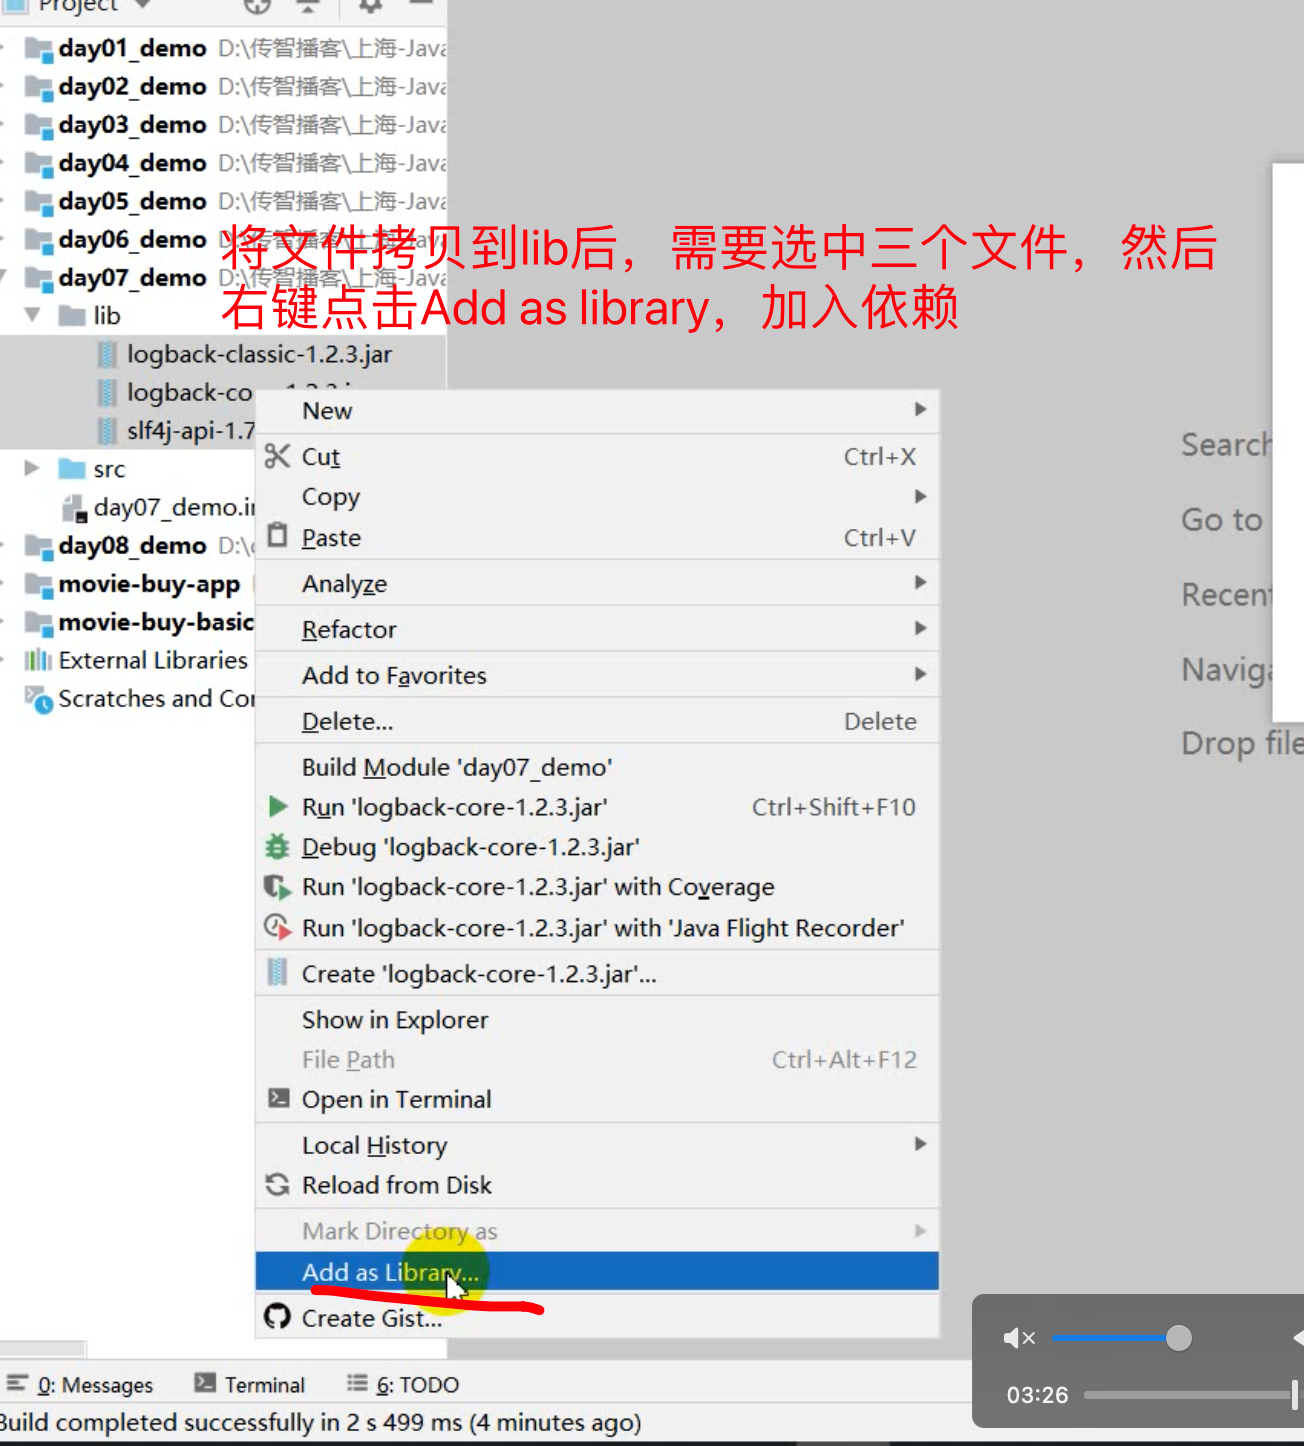 Project
day01_demo D:\传智播客\上海-Java
day02_demo D:\传智播客\上海-Java
day03_demo D:\传智播客\上海-Java
day04_demo D:\传智播客\上海-Java
day05_demo D:\传智播客\上海-Java
day06_demo D:\传智播客\上海-Java
day07_demo D:\传智播客\上海-Java
将文件拷贝到lib后，需要选中三个文件，然后
右键点击Add as library，加入依赖
lib
logback-classic-1.2.3.jar
logback-co
slf4j-api-1.7
src
day07_demo.i
day08_demo D:\
movie-buy-app
movie-buy-basic
External Libraries
Scratches and Co
New
Cut Ctrl+X
Copy
Paste Ctrl+V
Analyze
Refactor
Add to Favorites
Delete... Delete
Build Module 'day07_demo'
Run 'logback-core-1.2.3.jar' Ctrl+Shift+F10
Debug 'logback-core-1.2.3.jar'
Run 'logback-core-1.2.3.jar' with Coverage
Run 'logback-core-1.2.3.jar' with 'Java Flight Recorder'
Create 'logback-core-1.2.3.jar'...
Show in Explorer
File Path Ctrl+Alt+F12
Open in Terminal
Local History
Reload from Disk
Mark Directory as
Add as Library...
Create Gist...
Search
Go to
Recent
Naviga
Drop file
03:26
0: Messages Terminal 6: TODO
Build completed successfully in 2 s 499 ms (4 minutes ago)